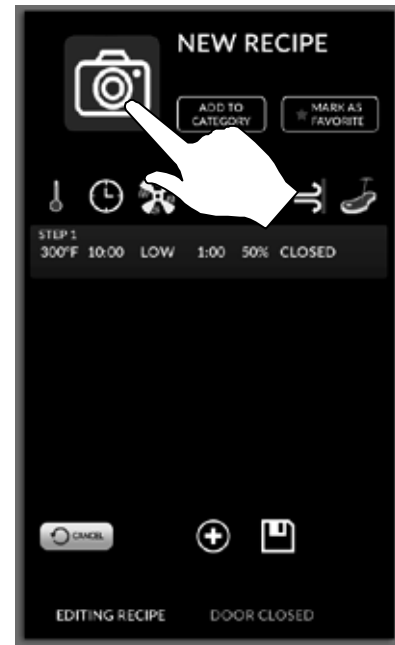 NEW RECIPE
ADD TO
CATEGORY
MARK AS
FAVORITE
STEP 1
300°F 10:00 LOW 1:00 50% CLOSED
CANCEL
EDITING RECIPE DOOR CLOSED